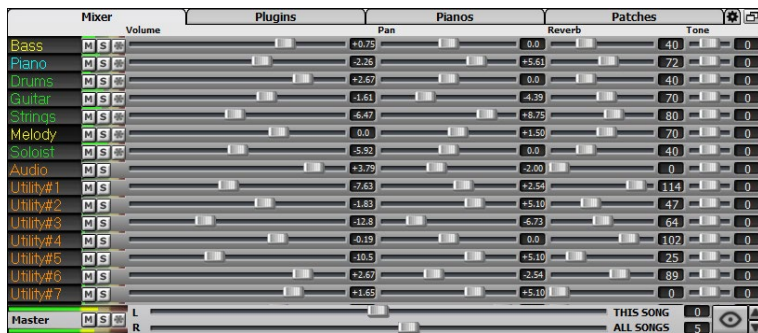 Mixer Plugins Pianos Patches
Volume Pan Reverb Tone
Bass M S +0.75 0.0 40 0
Piano M S -2.26 +5.61 72 0
Drums M S +2.67 0.0 40 0
Guitar M S -1.61 -4.39 70 0
Strings M S -6.47 +8.75 80 0
Melody M S 0.0 +1.50 70 0
Soloist M S -5.92 0.0 40 0
Audio M S +3.79 -2.00 0 0
Utility#1 M S -7.63 +2.54 114 0
Utility#2 M S -1.83 +5.10 47 0
Utility#3 M S -12.8 -6.73 64 0
Utility#4 M S -0.19 0.0 102 0
Utility#5 M S -10.5 +5.10 25 0
Utility#6 M S +2.67 -2.54 89 0
Utility#7 M S +1.65 +5.10 0 0
L THIS SONG 0
Master M S
R ALL SONGS 5